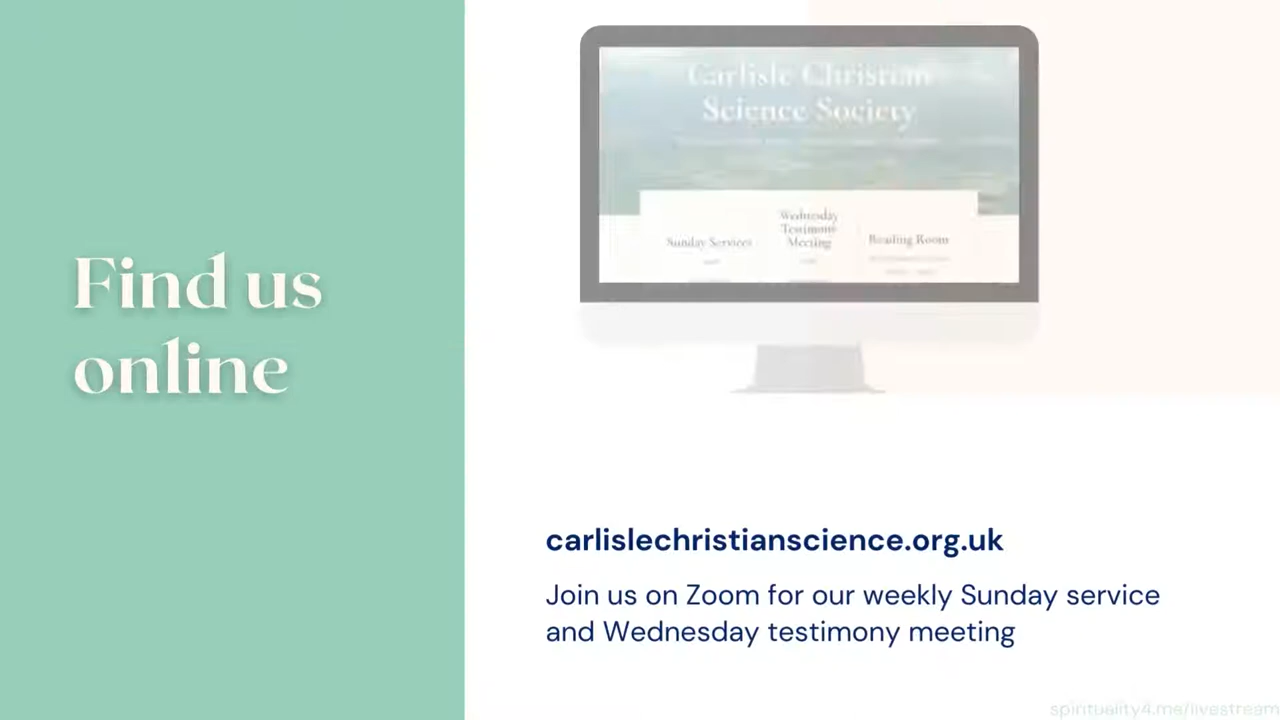 Find us
online
Carlisle Christian
Science Society
Sunday Services
Wednesday
Testimony
Meeting
Reading Room
carlislechristianscience.org.uk
Join us on Zoom for our weekly Sunday service
and Wednesday testimony meeting
spirituality4.me/livestream